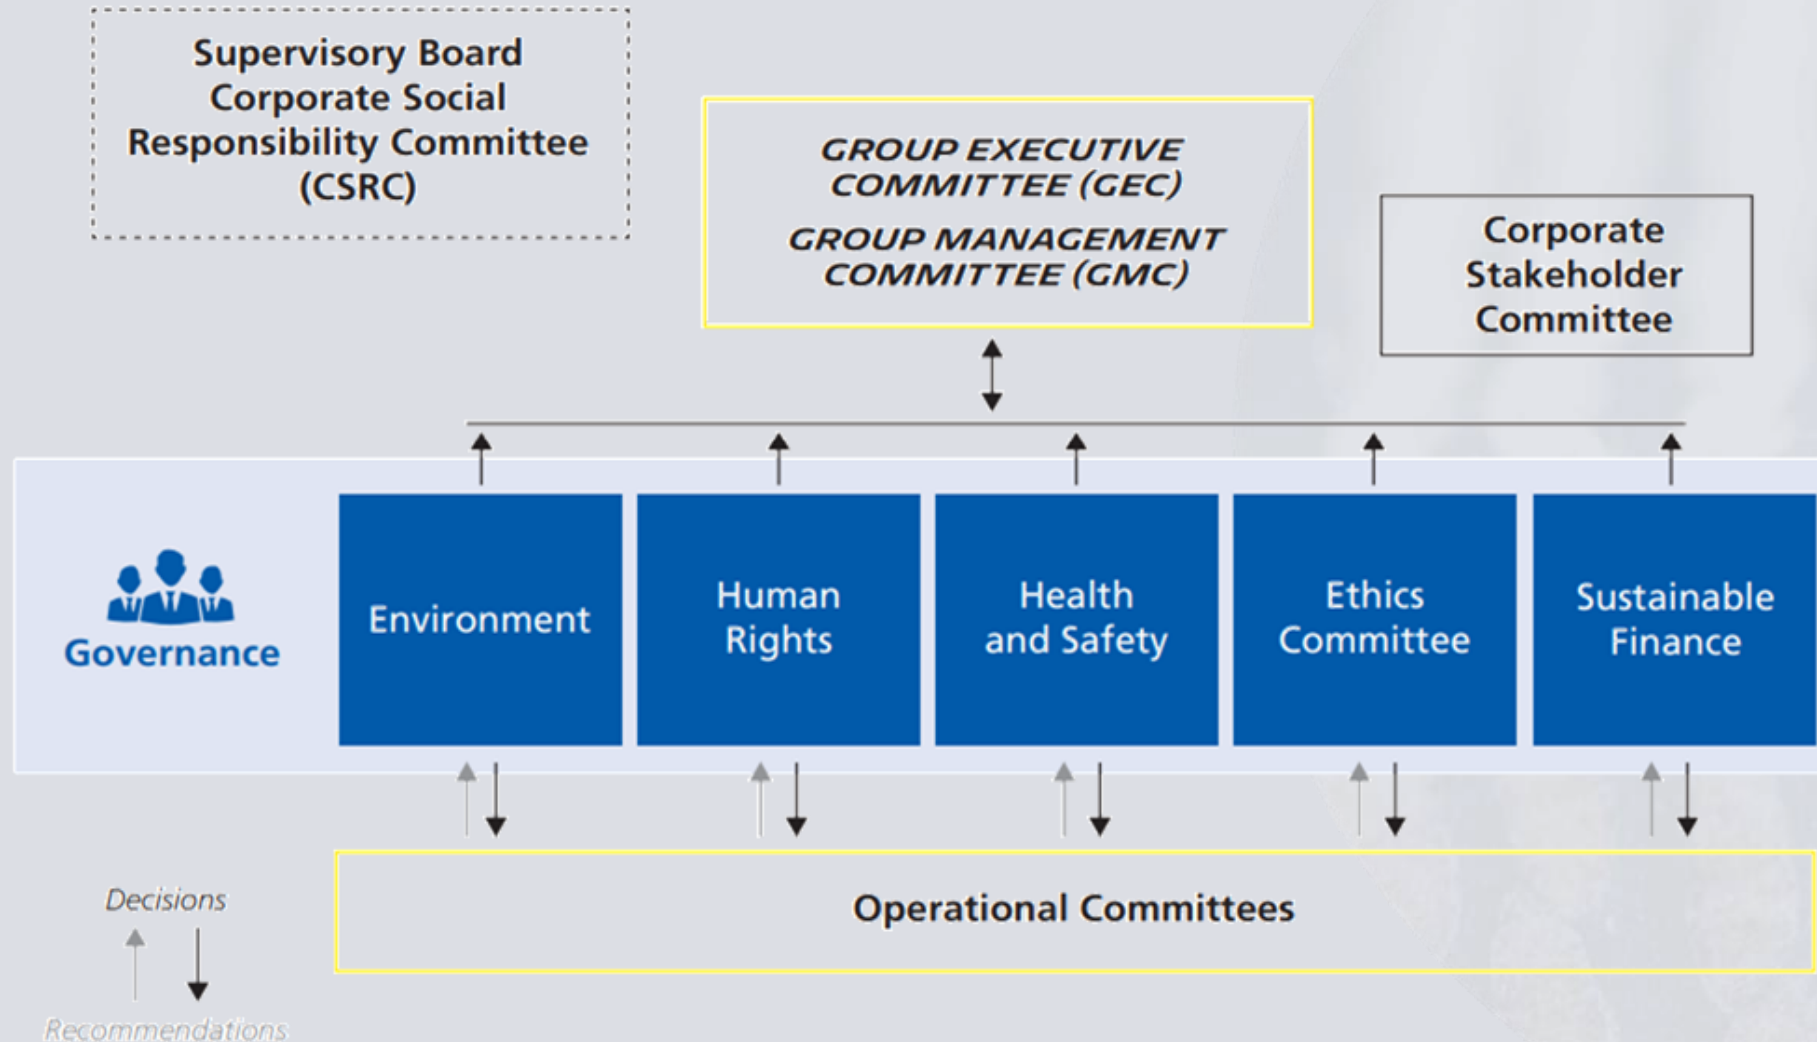 Supervisory Board
Corporate Social
Responsibility Committee
(CSRC)
GROUP EXECUTIVE
COMMITTEE (GEC)
GROUP MANAGEMENT
COMMITTEE (GMC)
Corporate
Stakeholder
Committee
Governance
Environment
Human
Rights
Health
and Safety
Ethics
Committee
Sustainable
Finance
Operational Committees
Decisions
Recommendations